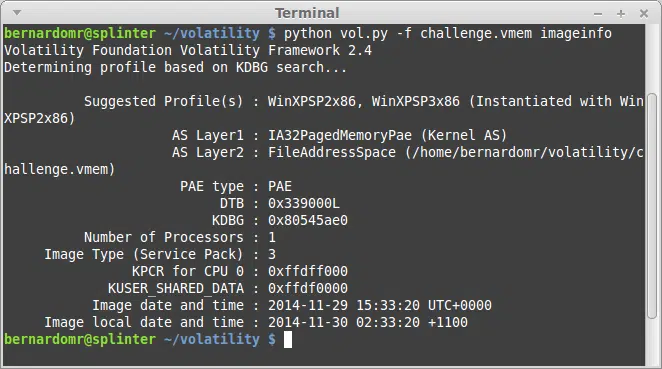 Terminal
bernardomr@splinter ~/volatility $ python vol.py -f challenge.vmem imageinfo
Volatility Foundation Volatility Framework 2.4
Determining profile based on KDBG search...
Suggested Profile(s) : WinXPSP2x86, WinXPSP3x86 (Instantiated with Win
XPSP2x86)
AS Layer1 : IA32PagedMemoryPae (Kernel AS)
AS Layer2 : FileAddressSpace (/home/bernardomr/volatility/c
hallenge.vmem)
PAE type : PAE
DTB : 0x339000L
KDBG : 0x80545ae0
Number of Processors : 1
Image Type (Service Pack) : 3
KPCR for CPU 0 : 0xffdff000
KUSER_SHARED_DATA : 0xffdf0000
Image date and time : 2014-11-29 15:33:20 UTC+0000
Image local date and time : 2014-11-30 02:33:20 +1100
bernardomr@splinter ~/volatility $